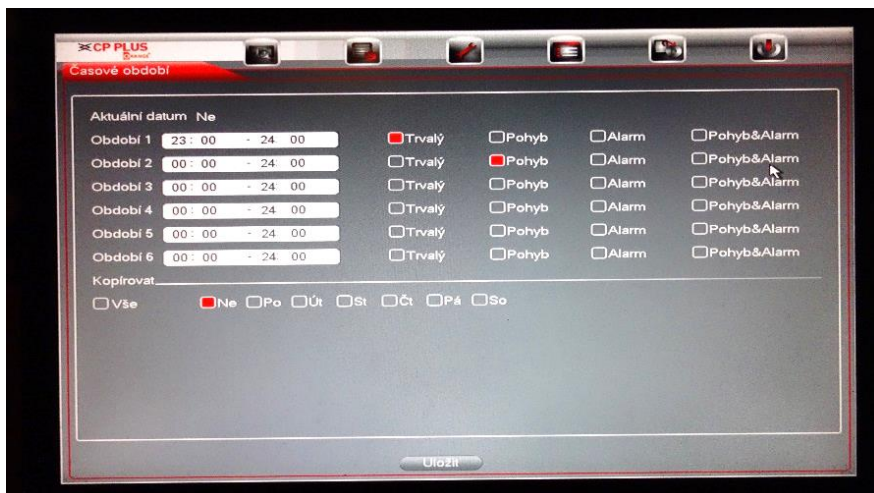 CP PLUS
ORANGE
Časové období
Aktuální datum Ne
Období 1 23: 00 - 24: 00 Trvalý Pohyb Alarm Pohyb&Alarm
Období 2 00: 00 - 24: 00 Trvalý Pohyb Alarm Pohyb&Alarm
Období 3 00: 00 - 24: 00 Trvalý Pohyb Alarm Pohyb&Alarm
Období 4 00: 00 - 24: 00 Trvalý Pohyb Alarm Pohyb&Alarm
Období 5 00: 00 - 24: 00 Trvalý Pohyb Alarm Pohyb&Alarm
Období 6 00: 00 - 24: 00 Trvalý Pohyb Alarm Pohyb&Alarm
Kopírovat
Vše Ne Po Út St Čt Pá So
Uložit